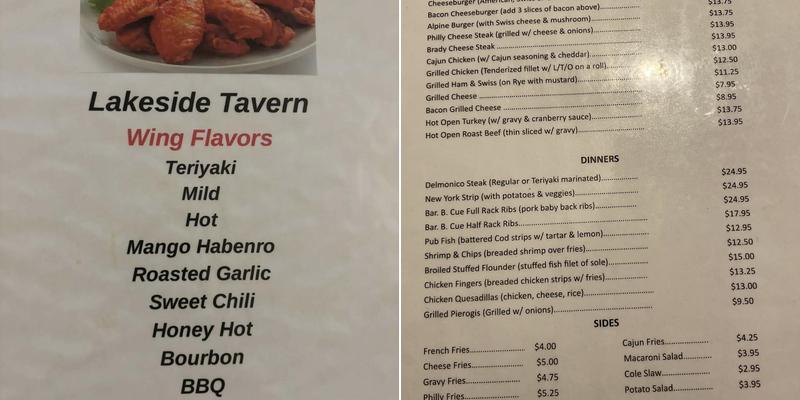 Lakeside Tavern
Wing Flavors
Teriyaki
Mild
Hot
Mango Habenro
Roasted Garlic
Sweet Chili
Honey Hot
Bourbon
BBQ
Cheeseburger (American,
$13.75
Bacon Cheeseburger (add 3 slices of bacon above)
$13.75
Alpine Burger (with Swiss cheese & mushroom)
$13.95
Philly Cheese Steak (grilled w/ cheese & onions)
$13.95
Brady Cheese Steak
$13.00
Cajun Chicken (w/ Cajun seasoning & cheddar)
$12.50
Grilled Chicken (Tenderized fillet w/ L/T/O on a roll)
$11.25
Grilled Ham & Swiss (on Rye with mustard)
$7.95
Grilled Cheese
$8.95
Bacon Grilled Cheese
$13.75
Hot Open Turkey (w/ gravy & cranberry sauce)
$13.95
Hot Open Roast Beef (thin sliced w/ gravy)
DINNERS
Delmonico Steak (Regular or Teriyaki marinated) $24.95
New York Strip (with potatoes & veggies) $24.95
Bar. B. Cue Full Rack Ribs (pork baby back ribs) $24.95
Bar. B. Cue Half Rack Ribs $17.95
Pub Fish (battered Cod strips w/ tartar & lemon) $12.95
Shrimp & Chips (breaded shrimp over fries) $12.50
Broiled Stuffed Flounder (stuffed fish filet of sole) $15.00
Chicken Fingers (breaded chicken strips w/ fries) $13.25
Chicken Quesadillas (chicken, cheese, rice) $13.00
Grilled Pierogis (Grilled w/ onions) $9.50
SIDES
French Fries $4.00
Cheese Fries $5.00
Gravy Fries $4.75
Philly Fries $5.25
Cajun Fries $4.25
Macaroni Salad $3.95
Cole Slaw $2.95
Potato Salad $3.95